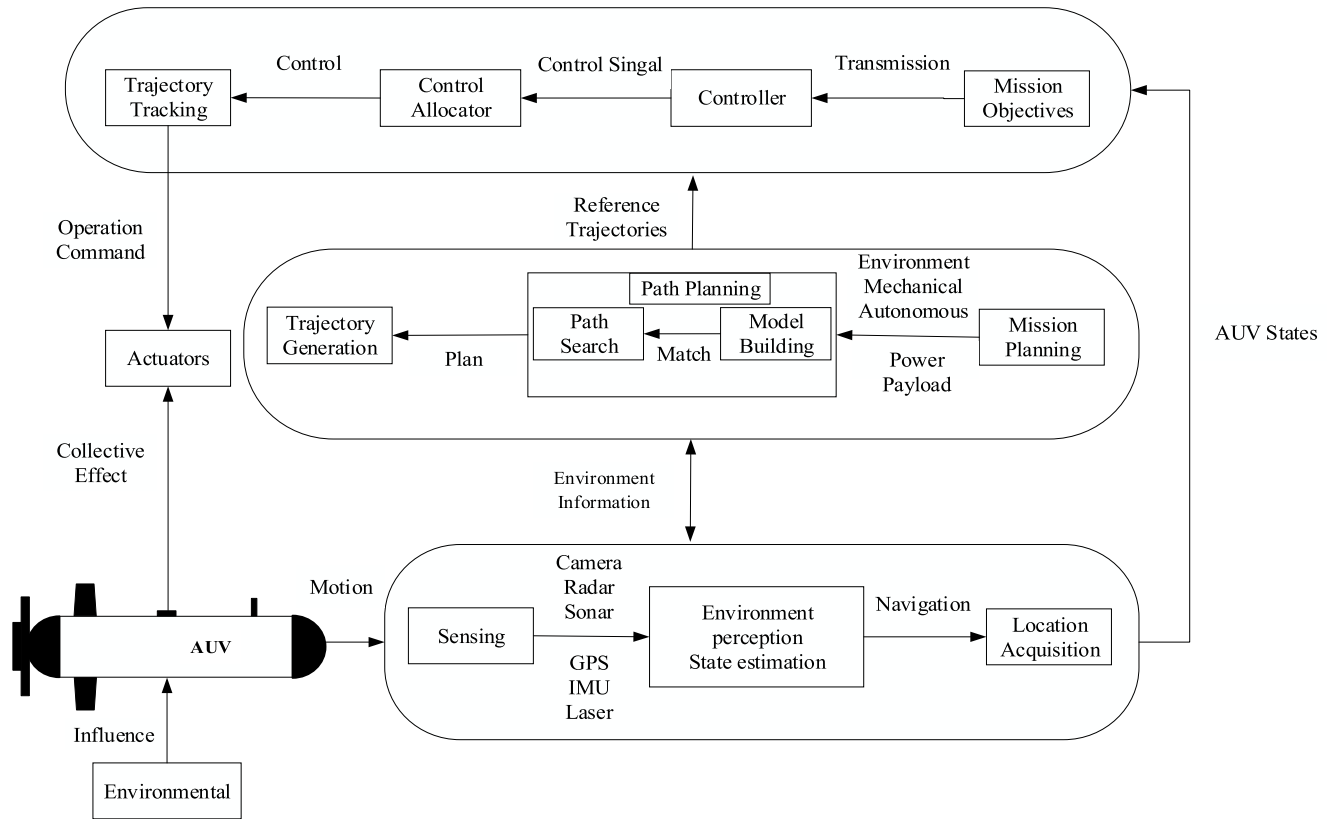 Control
Control Singal
Transmission
Trajectory
Tracking
Control
Allocator
Controller
Mission
Objectives
Operation
Command
Reference
Trajectories
Environment
Mechanical
Autonomous
Path Planning
Trajectory
Generation
Plan
Path
Search
Match
Model
Building
Power
Payload
Mission
Planning
AUV States
Actuators
Collective
Effect
Environment
Information
Motion
Camera
Radar
Sonar
Sensing
GPS
IMU
Laser
Environment
perception
State estimation
Navigation
Location
Acquisition
AUV
Influence
Environmental